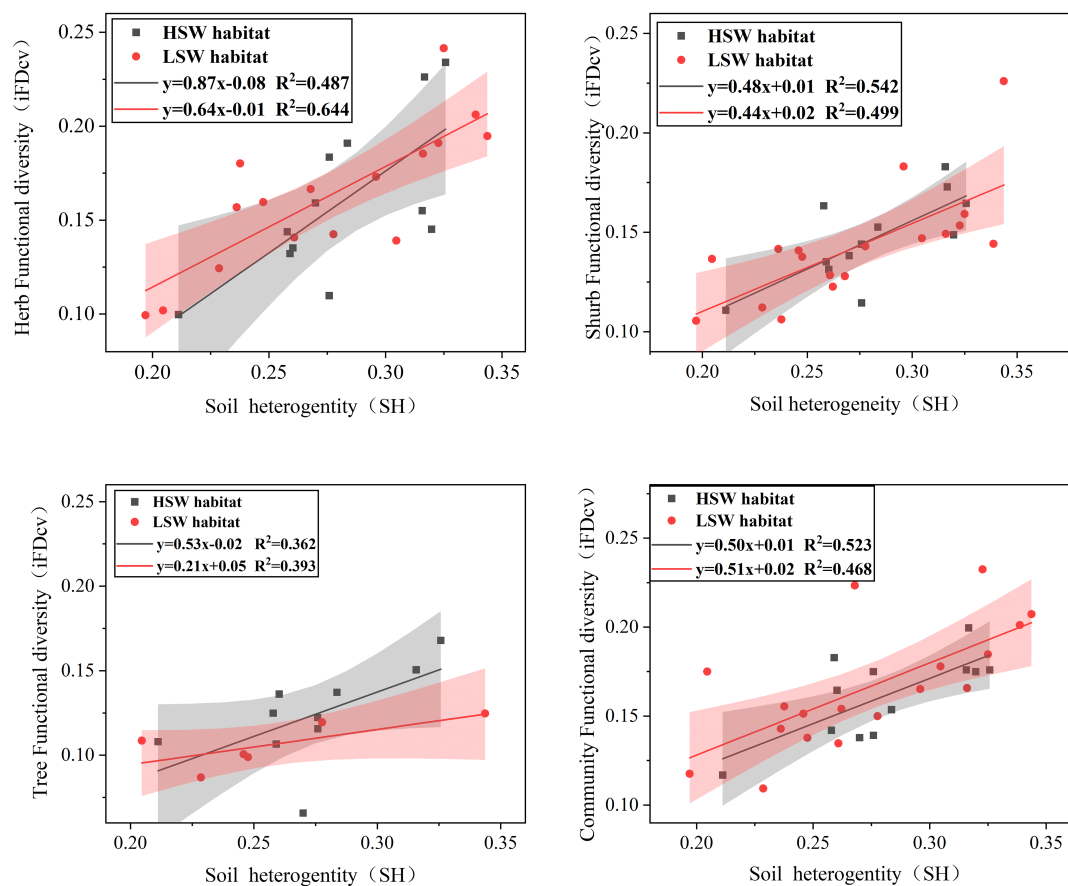 HSW habitat
LSW habitat
y=0.87x-0.08 R²=0.487
y=0.64x-0.01 R²=0.644
0.25
0.20
0.15
0.10
Herb Functional diversity（iFDcv）
0.20 0.25 0.30 0.35
Soil heterogentity（SH）
HSW habitat
LSW habitat
y=0.48x+0.01 R²=0.542
y=0.44x+0.02 R²=0.499
0.25
0.20
0.15
0.10
Shurb Functional diversity（iFDcv）
0.20 0.25 0.30 0.35
Soil heterogeneity（SH）
HSW habitat
LSW habitat
y=0.53x-0.02 R²=0.362
y=0.21x+0.05 R²=0.393
0.25
0.20
0.15
0.10
Tree Functional diversity（iFDcv）
0.20 0.25 0.30 0.35
Soil heterogentity（SH）
HSW habitat
LSW habitat
y=0.50x+0.01 R²=0.523
y=0.51x+0.02 R²=0.468
0.25
0.20
0.15
0.10
Community Functional diversity（iFDcv）
0.20 0.25 0.30 0.35
Soil heterogentity（SH）